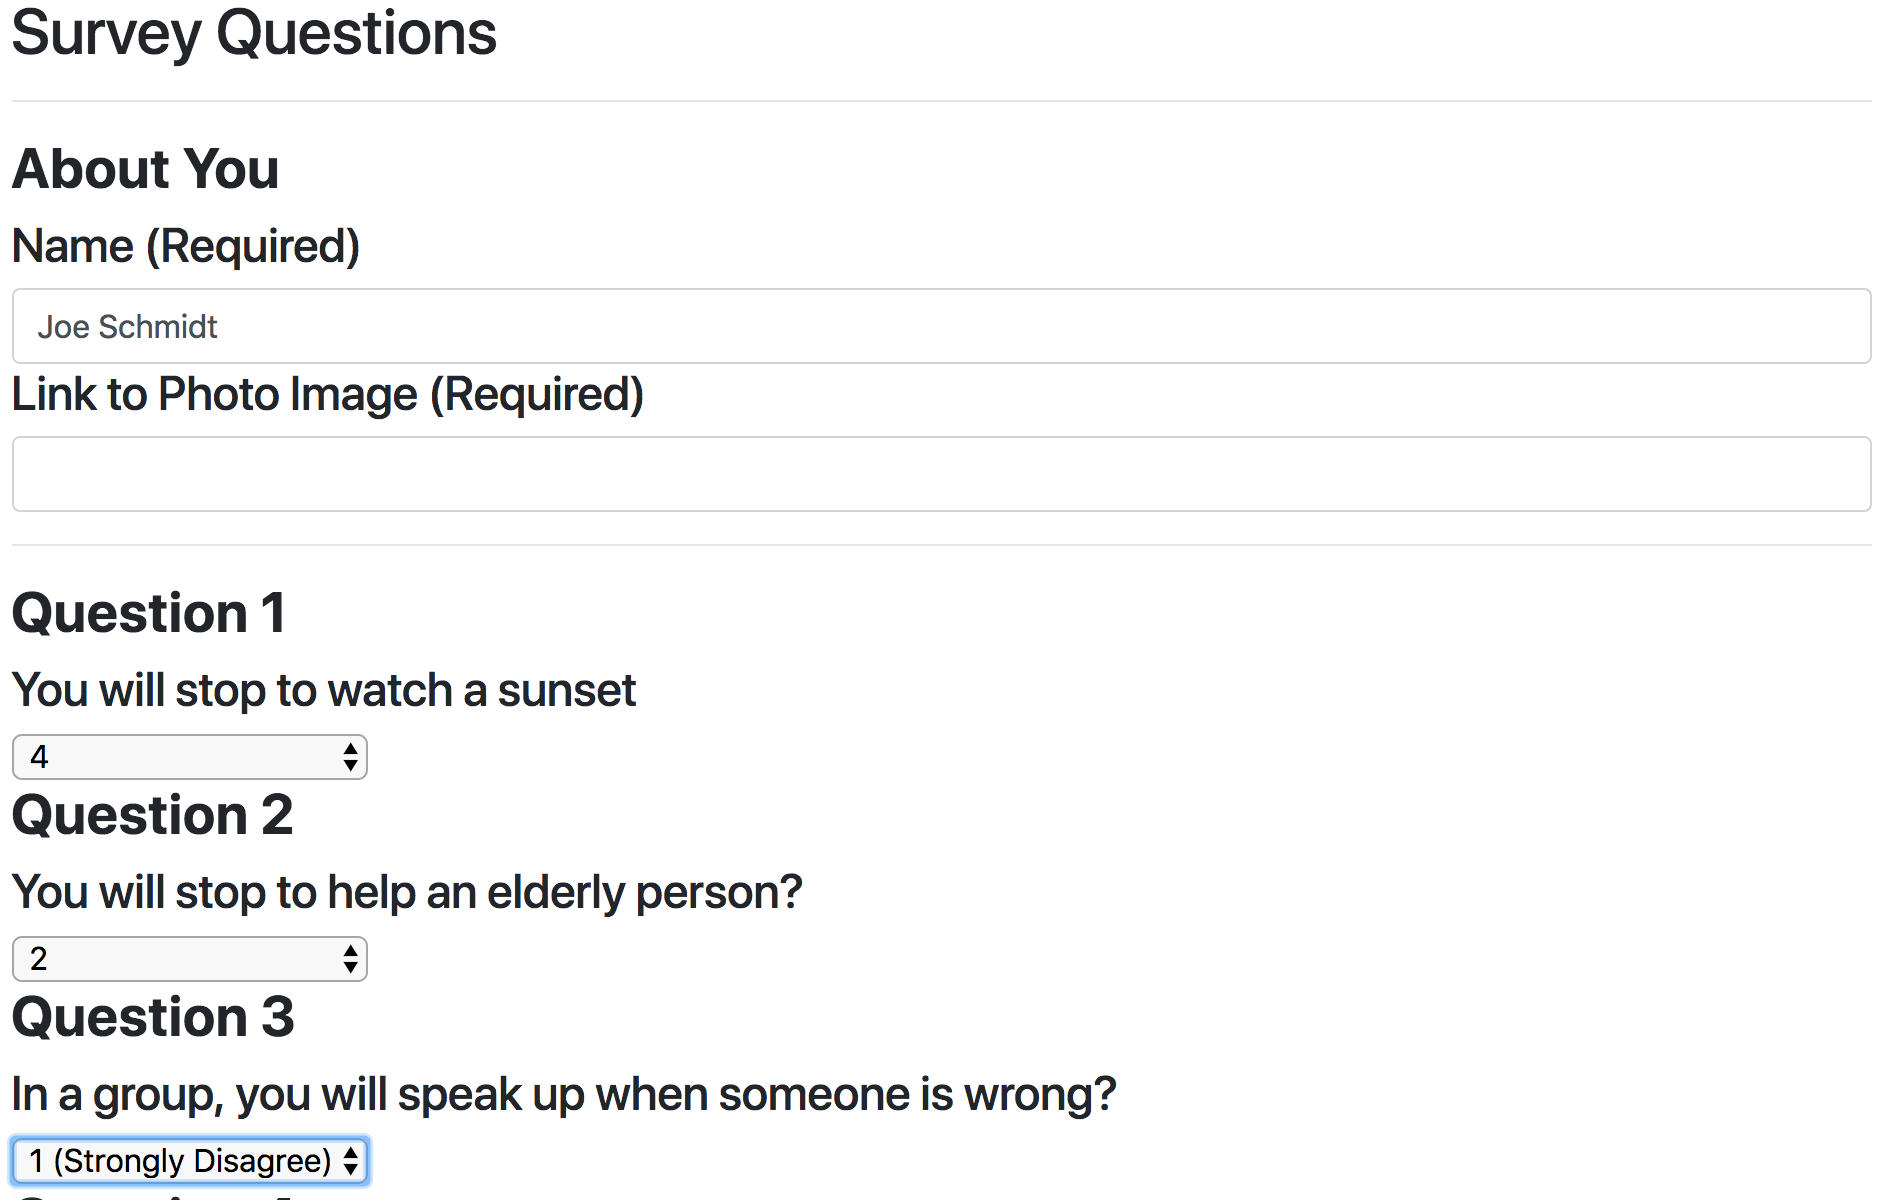 Survey Questions
About You
Name (Required)
Joe Schmidt
Link to Photo Image (Required)
Question 1
You will stop to watch a sunset
4
Question 2
You will stop to help an elderly person?
2
Question 3
In a group, you will speak up when someone is wrong?
1 (Strongly Disagree)